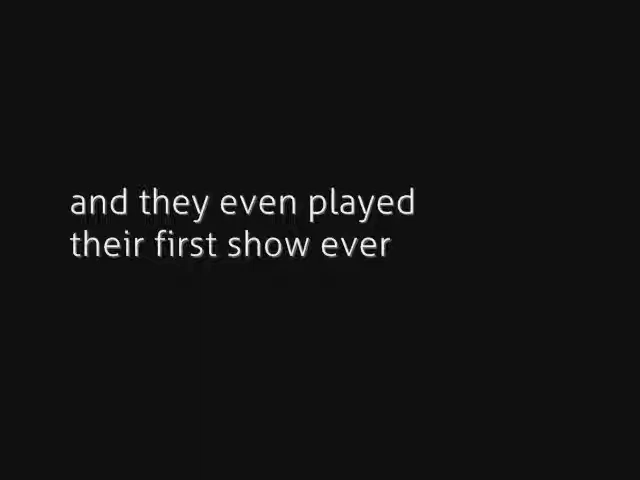 and they even played
their first show ever